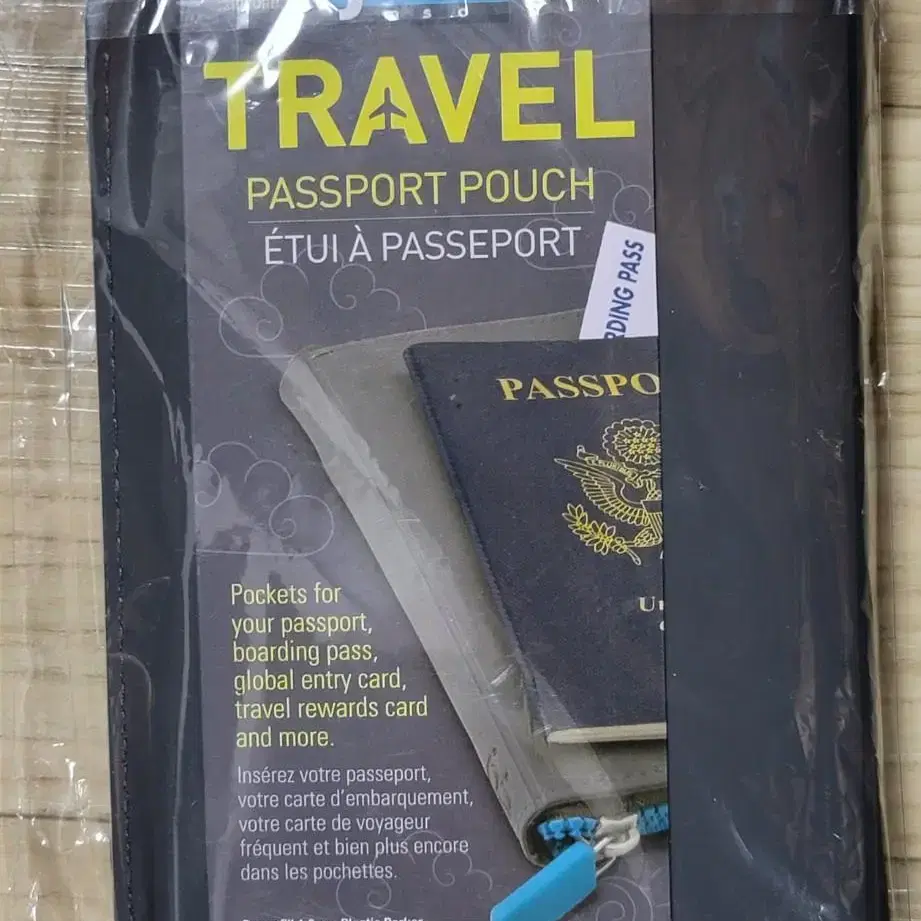 TRAVEL
PASSPORT POUCH
ÉTUI À PASSEPORT
RDING PASS
PASSPO
PLURIBUS
Pockets for
your passport,
boarding pass,
global entry card,
travel rewards card
and more.
Insérez votre passeport,
votre carte d'embarquement,
votre carte de voyageur
fréquent et bien plus encore
dans les pochettes.